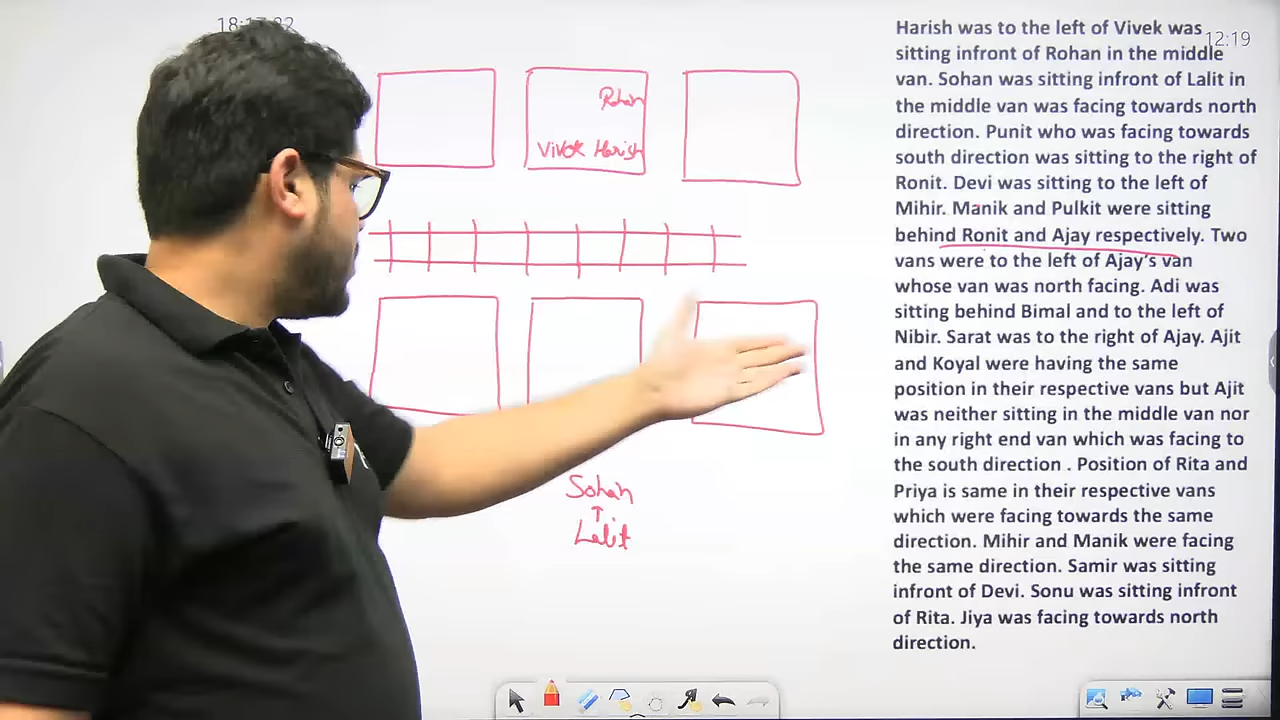 18:17:22
12:19
Rohan
Vivek Harish
Sohan
Lalit
Harish was to the left of Vivek was
sitting infront of Rohan in the middle
van. Sohan was sitting infront of Lalit in
the middle van was facing towards north
direction. Punit who was facing towards
south direction was sitting to the right of
Ronit. Devi was sitting to the left of
Mihir. Manik and Pulkit were sitting
behind Ronit and Ajay respectively. Two
vans were to the left of Ajay's van
whose van was north facing. Adi was
sitting behind Bimal and to the left of
Nibir. Sarat was to the right of Ajay. Ajit
and Koyal were having the same
position in their respective vans but Ajit
was neither sitting in the middle van nor
in any right end van which was facing to
the south direction . Position of Rita and
Priya is same in their respective vans
which were facing towards the same
direction. Mihir and Manik were facing
the same direction. Samir was sitting
infront of Devi. Sonu was sitting infront
of Rita. Jiya was facing towards north
direction.